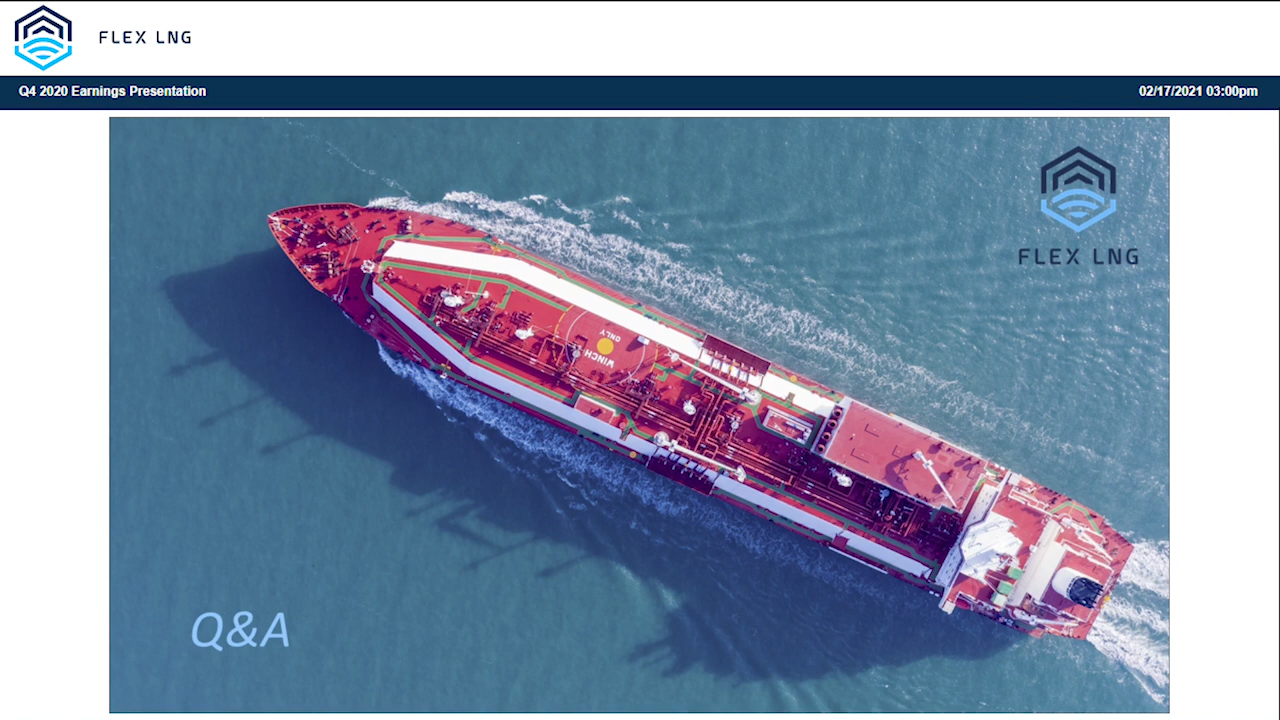 FLEX LNG
Q4 2020 Earnings Presentation
02/17/2021 03:00pm
FLEX LNG
WINCH
ONLY
Q&A